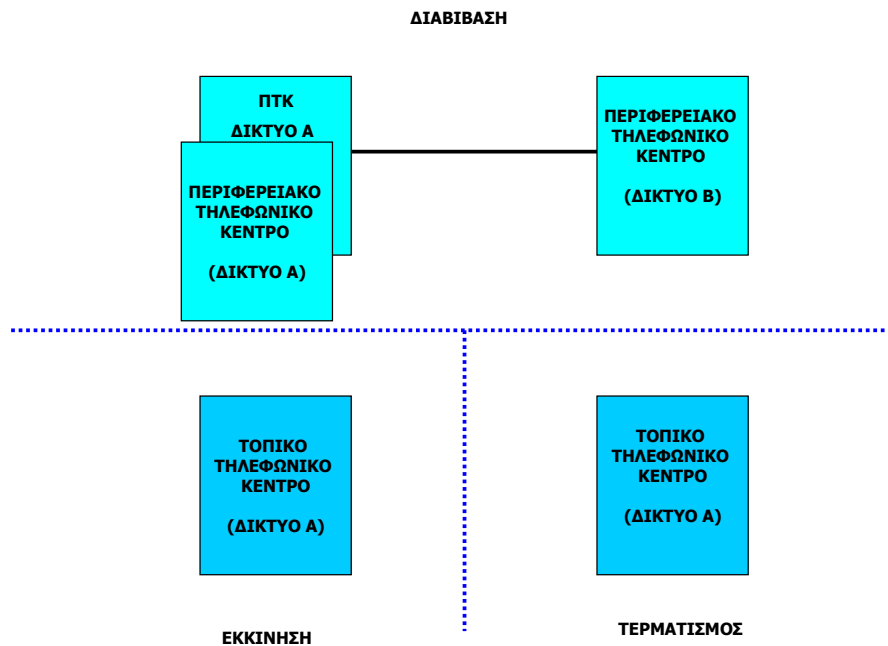 ΔΙΑΒΙΒΑΣΗ
ΠΤΚ
ΔΙΚΤΥΟ Α
ΠΕΡΙΦΕΡΕΙΑΚΟ
ΤΗΛΕΦΩΝΙΚΟ
ΚΕΝΤΡΟ
(ΔΙΚΤΥΟ Α)
ΠΕΡΙΦΕΡΕΙΑΚΟ
ΤΗΛΕΦΩΝΙΚΟ
ΚΕΝΤΡΟ
(ΔΙΚΤΥΟ Β)
ΤΟΠΙΚΟ
ΤΗΛΕΦΩΝΙΚΟ
ΚΕΝΤΡΟ
(ΔΙΚΤΥΟ Α)
ΤΟΠΙΚΟ
ΤΗΛΕΦΩΝΙΚΟ
ΚΕΝΤΡΟ
(ΔΙΚΤΥΟ Α)
ΕΚΚΙΝΗΣΗ
ΤΕΡΜΑΤΙΣΜΟΣ